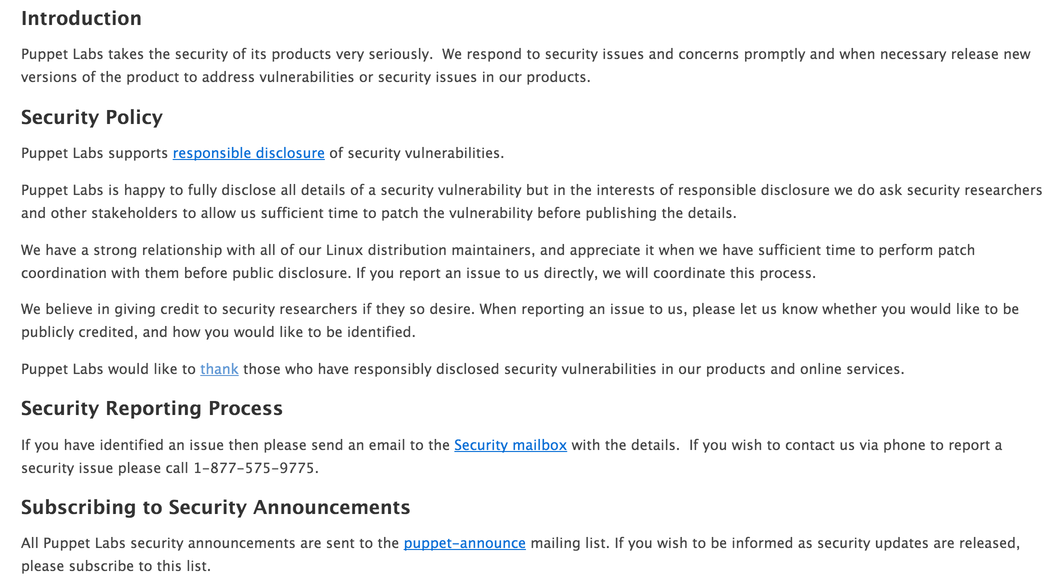 Introduction
Puppet Labs takes the security of its products very seriously.  We respond to security issues and concerns promptly and when necessary release new
versions of the product to address vulnerabilities or security issues in our products.
Security Policy
Puppet Labs supports responsible disclosure of security vulnerabilities.
Puppet Labs is happy to fully disclose all details of a security vulnerability but in the interests of responsible disclosure we do ask security researchers
and other stakeholders to allow us sufficient time to patch the vulnerability before publishing the details.
We have a strong relationship with all of our Linux distribution maintainers, and appreciate it when we have sufficient time to perform patch
coordination with them before public disclosure. If you report an issue to us directly, we will coordinate this process.
We believe in giving credit to security researchers if they so desire. When reporting an issue to us, please let us know whether you would like to be
publicly credited, and how you would like to be identified.
Puppet Labs would like to thank those who have responsibly disclosed security vulnerabilities in our products and online services.
Security Reporting Process
If you have identified an issue then please send an email to the Security mailbox with the details.  If you wish to contact us via phone to report a
security issue please call 1-877-575-9775.
Subscribing to Security Announcements
All Puppet Labs security announcements are sent to the puppet-announce mailing list. If you wish to be informed as security updates are released,
please subscribe to this list.